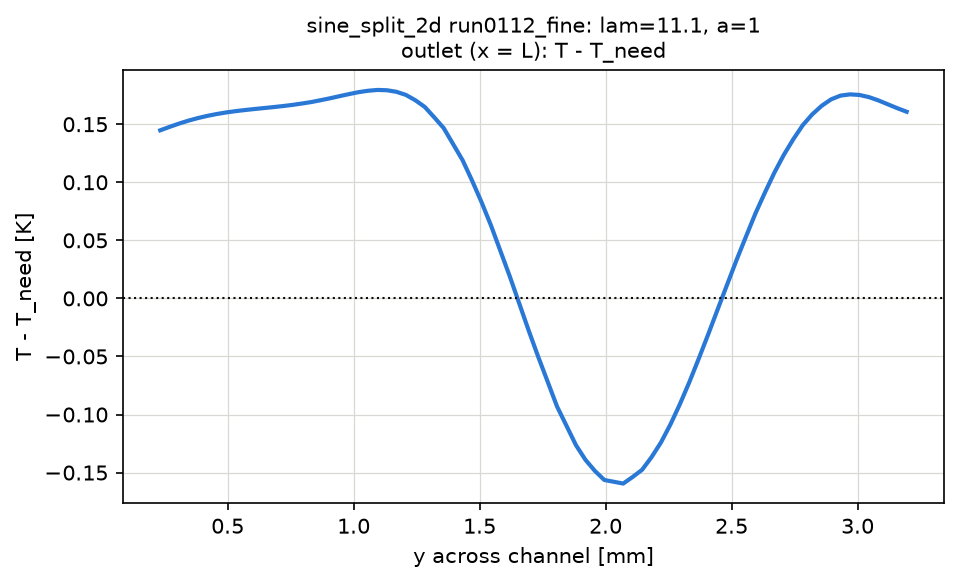 sine_split_2d run0112_fine: lam=11.1, a=1
outlet (x = L): T - T_need
T - T_need [K]
0.15
0.10
0.05
0.00
−0.05
−0.10
−0.15
0.5 1.0 1.5 2.0 2.5 3.0
y across channel [mm]